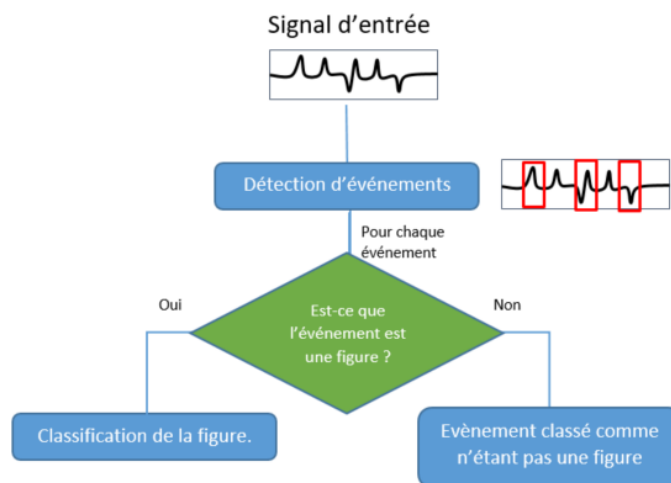 Signal d'entrée
Détection d'événements
Pour chaque
événement
Oui
Non
Est-ce que
l'événement est
une figure ?
Classification de la figure.
Evènement classé comme
n'étant pas une figure